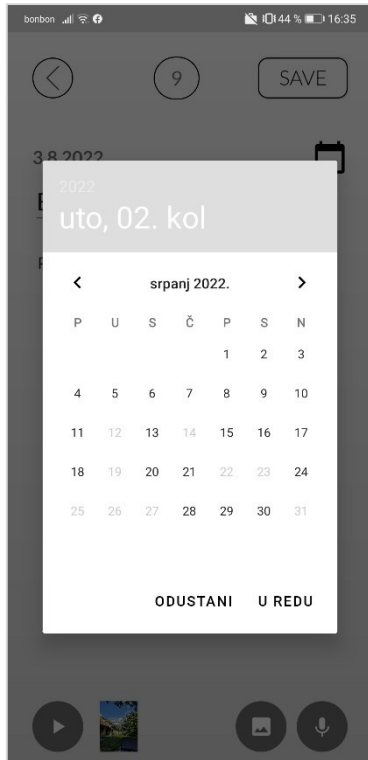 bonbon 44 % 16:35
9 SAVE
3.8.2022
2022
uto, 02. kol
srpanj 2022.
P U S Č P S N
1 2 3
4 5 6 7 8 9 10
11 12 13 14 15 16 17
18 19 20 21 22 23 24
25 26 27 28 29 30 31
ODUSTANI U REDU